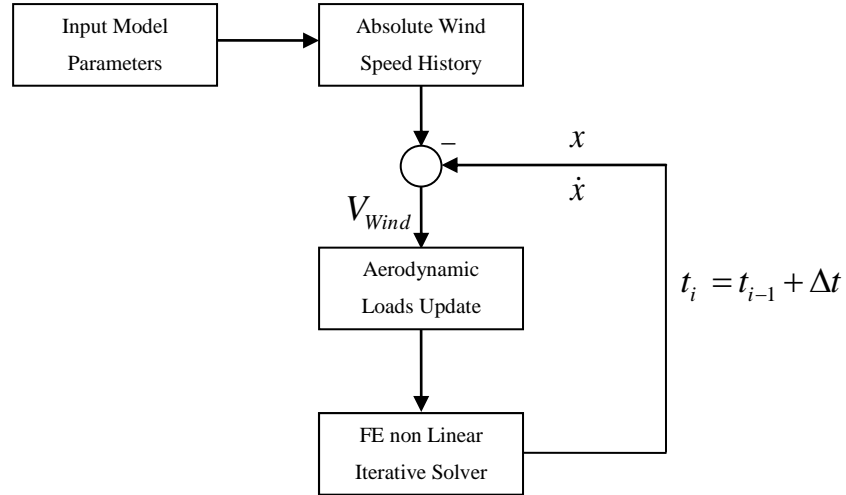 Input Model
Parameters
Absolute Wind
Speed History
−
x
ẋ
V_Wind
Aerodynamic
Loads Update
t_i = t_{i−1} + Δt
FE non Linear
Iterative Solver